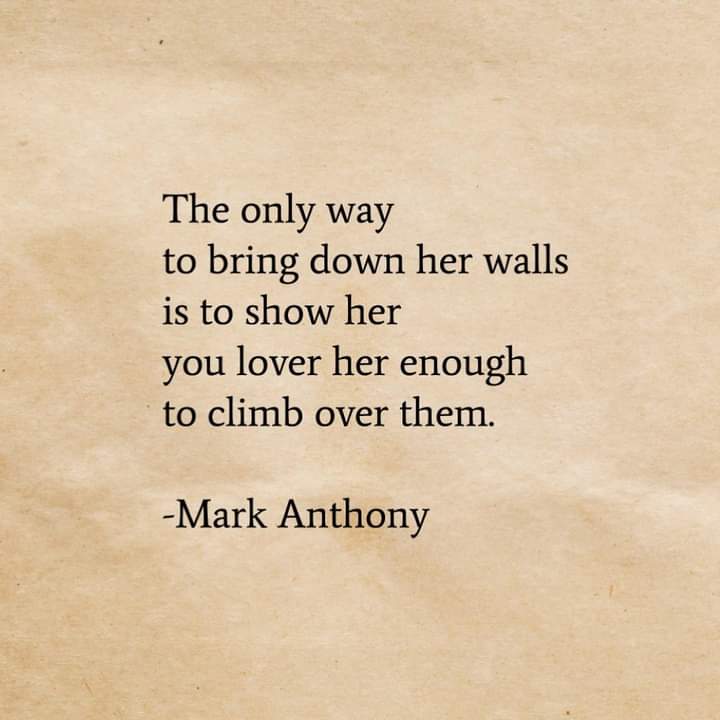 The only way
to bring down her walls
is to show her
you lover her enough
to climb over them.
-Mark Anthony